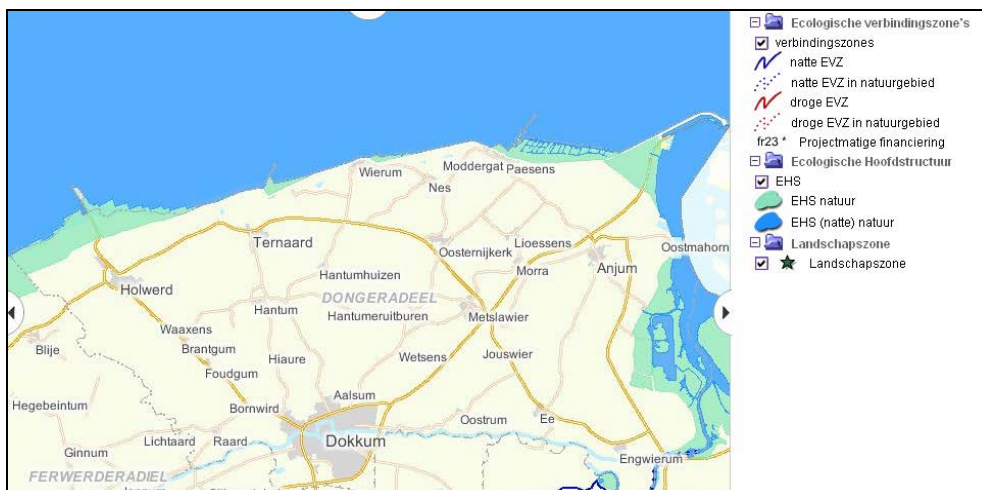 Wierum
Moddergat
Paesens
Nes
Ternaard
Oosternijkerk
Lioessens
Oostmahorn
Hantumhuizen
Morra
Anjum
Holwerd
DONGERADEEL
Hantum
Hantumeruitburen
Metslawier
Waaxens
Blije
Brantgum
Hiaure
Wetsens
Jouswier
Foudgum
Aalsum
Hegebeintum
Bornwird
Oostrum
Ee
Lichtaard
Raard
Dokkum
Ginnum
Engwierum
FERWERDERADIEL
Ecologische verbindingszone's
verbindingszones
natte EVZ
natte EVZ in natuurgebied
droge EVZ
droge EVZ in natuurgebied
fr23 * Projectmatige financiering
Ecologische Hoofdstructuur
EHS
EHS natuur
EHS (natte) natuur
Landschapszone
Landschapszone